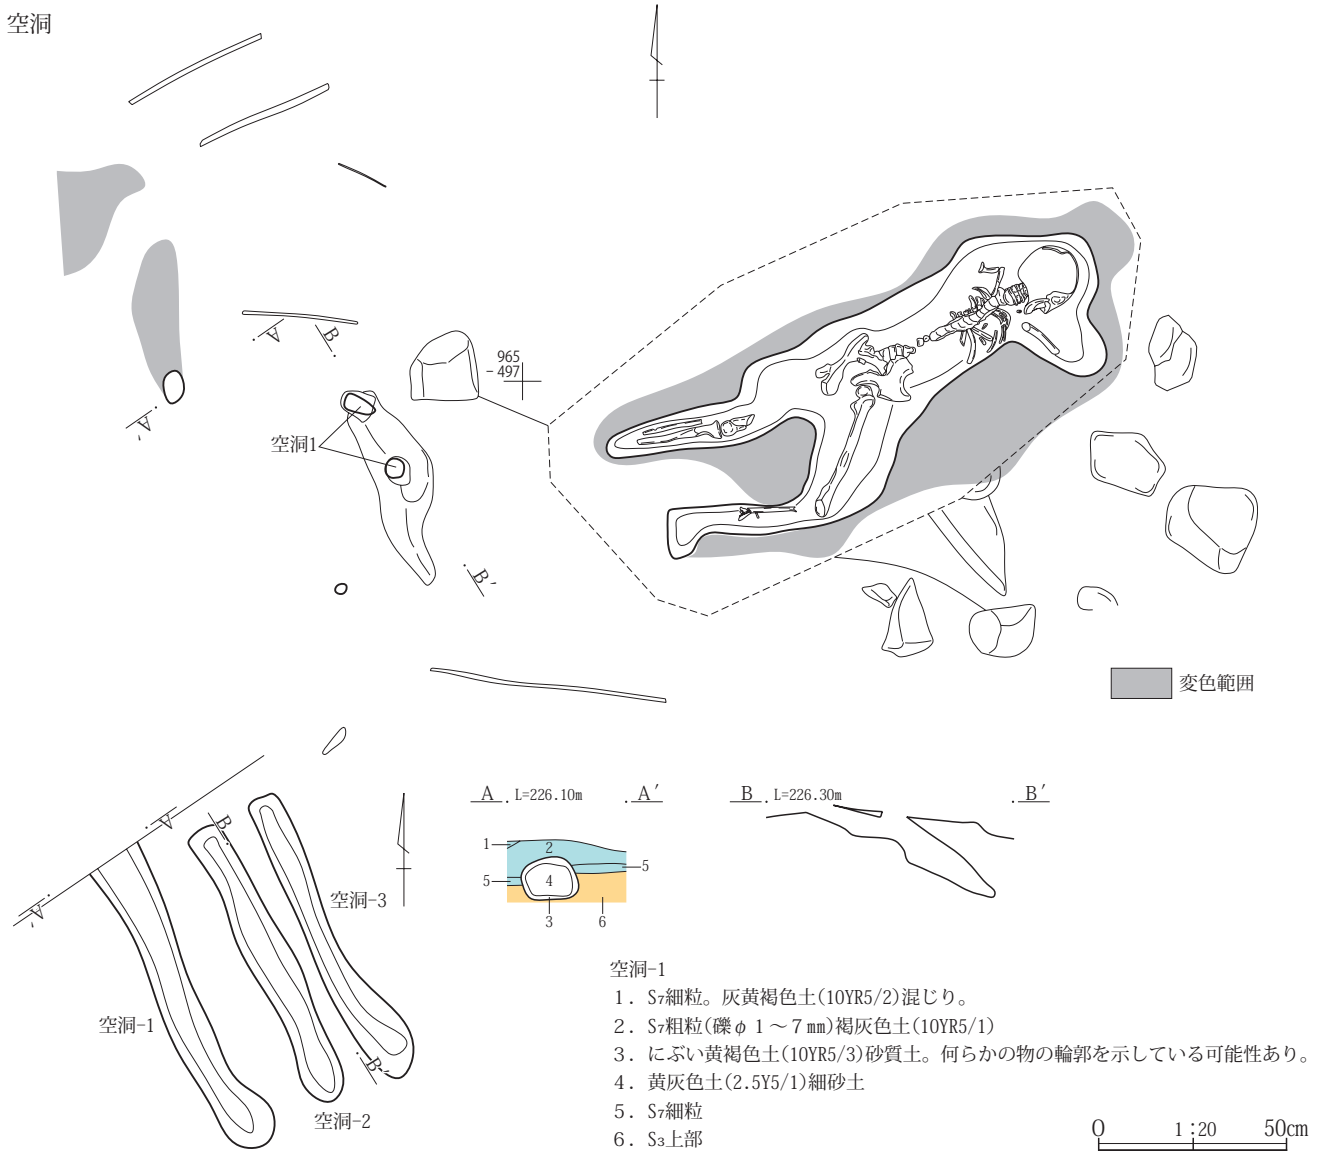 空洞
A
B
965
-497
A′
空洞1
B′
変色範囲
A
B
A′
空洞-3
空洞-1
B′
空洞-2
A L=226.10m A′
B L=226.30m B′
1
2
5
5
4
3
6
空洞-1
1．S₇細粒。灰黄褐色土(10YR5/2)混じり。
2．S₇粗粒(礫φ 1～7㎜)褐灰色土(10YR5/1)
3．にぶい黄褐色土(10YR5/3)砂質土。何らかの物の輪郭を示している可能性あり。
4．黄灰色土(2.5Y5/1)細砂土
5．S₇細粒
6．S₃上部
0 1:20 50cm